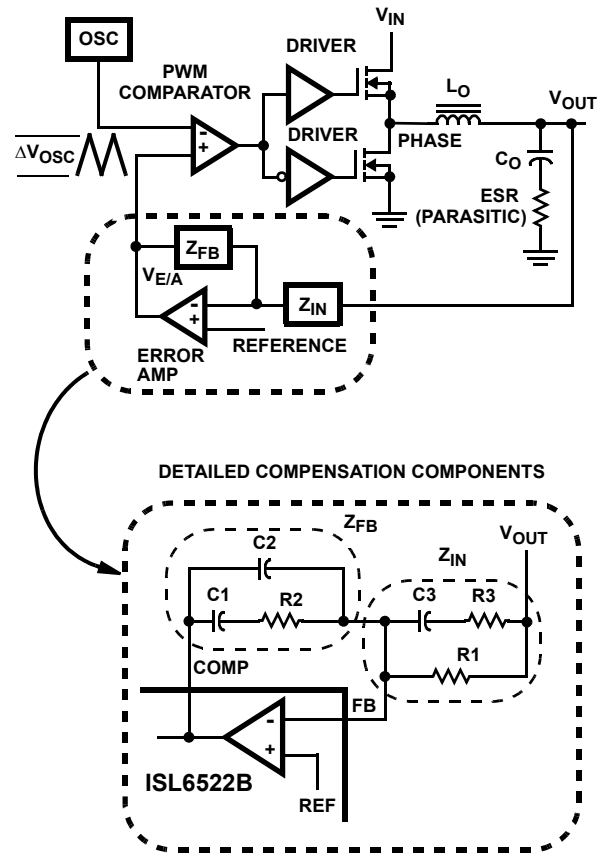 V_IN
OSC
DRIVER
PWM
COMPARATOR
L_O
V_OUT
-
+
DRIVER
PHASE
ΔV_OSC
C_O
ESR
(PARASITIC)
Z_FB
V_E/A
-
+
Z_IN
REFERENCE
ERROR
AMP
DETAILED COMPENSATION COMPONENTS
Z_FB
V_OUT
C2
Z_IN
C1
R2
C3
R3
R1
COMP
FB
-
+
ISL6522B
REF